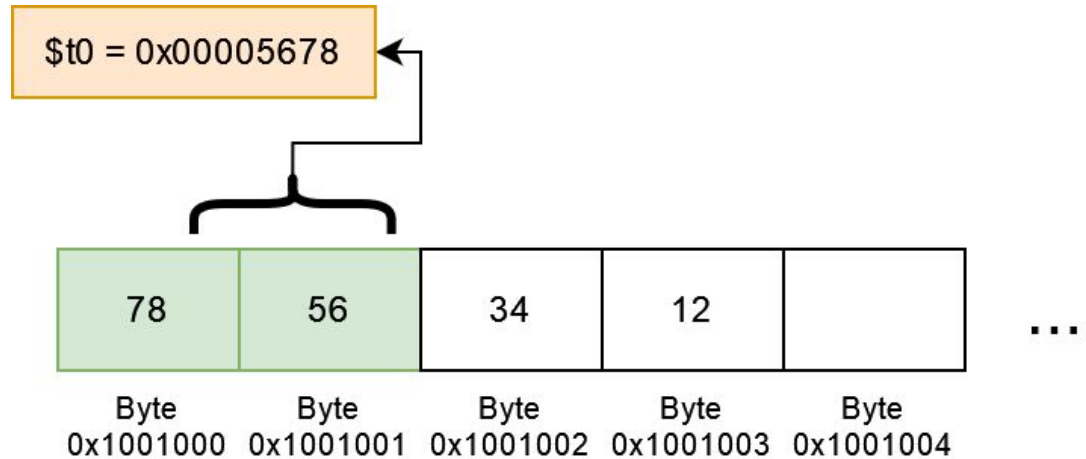 $t0 = 0x00005678
78 56 34 12 ...
Byte Byte Byte Byte Byte
0x1001000 0x1001001 0x1001002 0x1001003 0x1001004